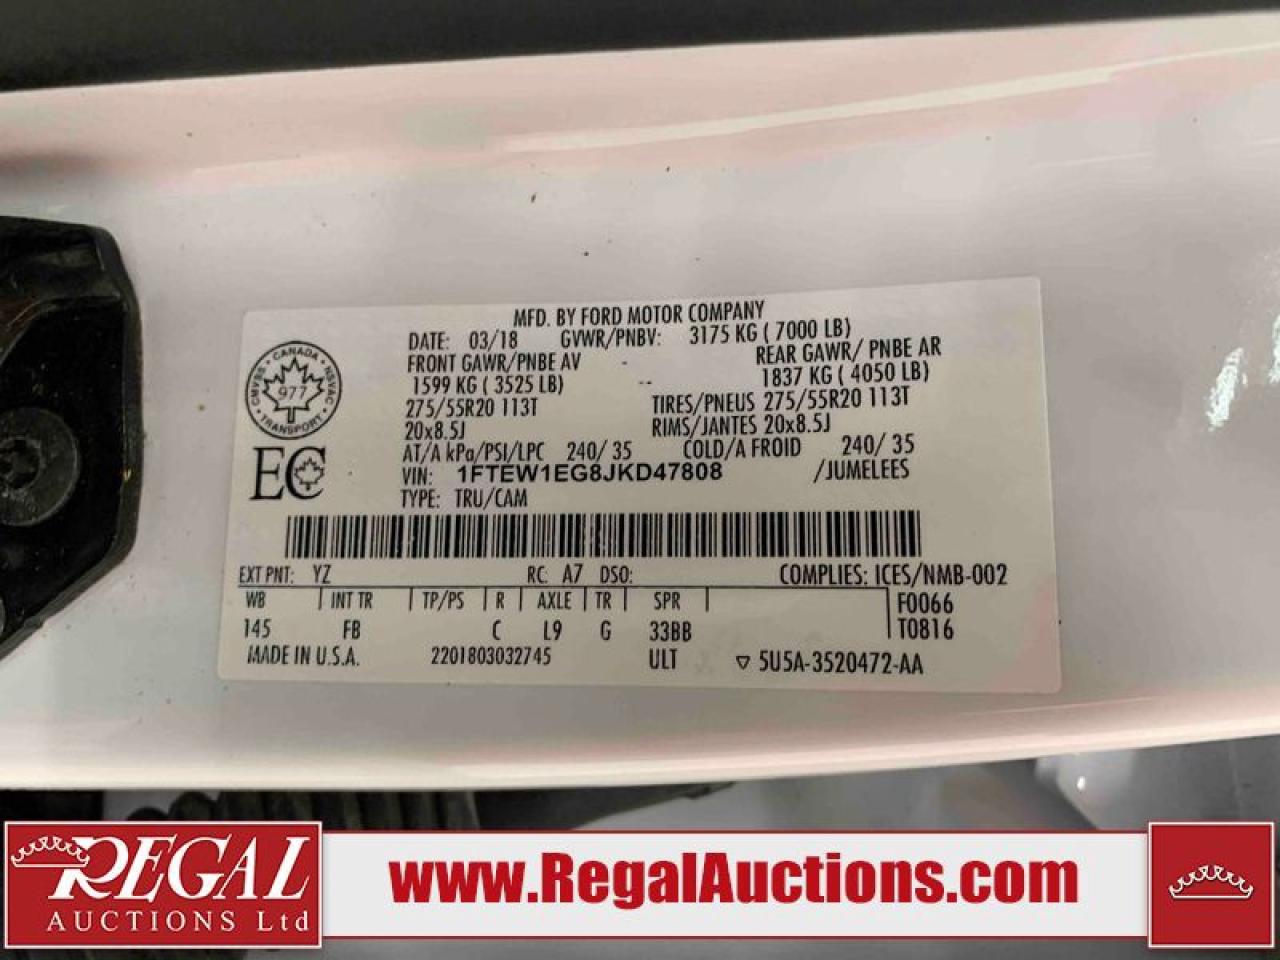 MFD. BY FORD MOTOR COMPANY
DATE: 03/18 GVWR/PNBV: 3175 KG ( 7000 LB)
FRONT GAWR/PNBE AV - REAR GAWR/ PNBE AR
1599 KG ( 3525 LB) -- 1837 KG ( 4050 LB)
275/55R20 113T TIRES/PNEUS 275/55R20 113T
20x8.5J RIMS/JANTES 20x8.5J
AT/A kPa/PSI/LPC 240/ 35 COLD/A FROID 240/ 35
VIN: 1FTEW1EG8JKD47808 /JUMELEES
TYPE: TRU/CAM
CANADA
CMVSS • NSVAC
977
TRANSPORT
EC
EXT PNT: YZ RC: A7 DSO: COMPLIES: ICES/NMB-002
WB INT TR TP/PS R AXLE TR SPR F0066
145 FB C L9 G 33BB T0816
MADE IN U.S.A. 2201803032745 ULT ▽ 5U5A-3520472-AA
REGAL
AUCTIONS Ltd
www.RegalAuctions.com